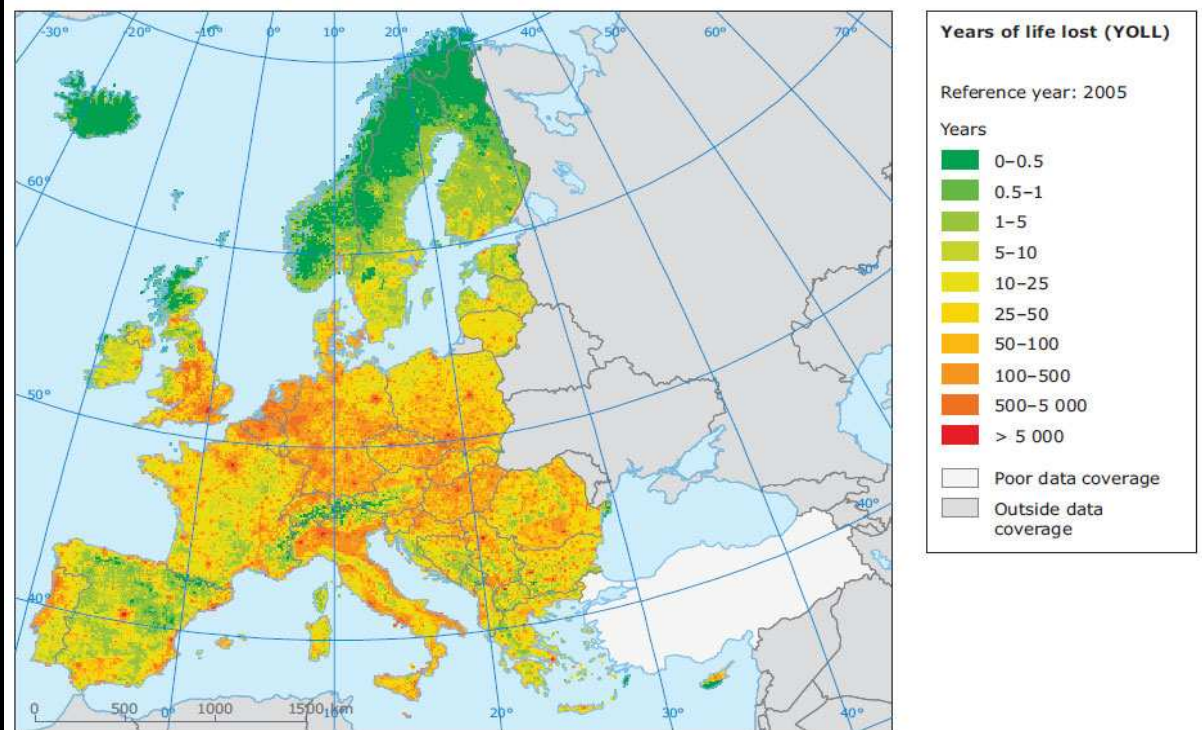 -30° -20° -10° 0° 10° 20° 30° 40° 50° 60° 70°
60°
50°
50°
40°
40°
0 500 0° 1000 10° 1500 km 20° 30° 40°
Years of life lost (YOLL)
Reference year: 2005
Years
0–0.5
0.5–1
1–5
5–10
10–25
25–50
50–100
100–500
500–5 000
> 5 000
Poor data coverage
Outside data
coverage